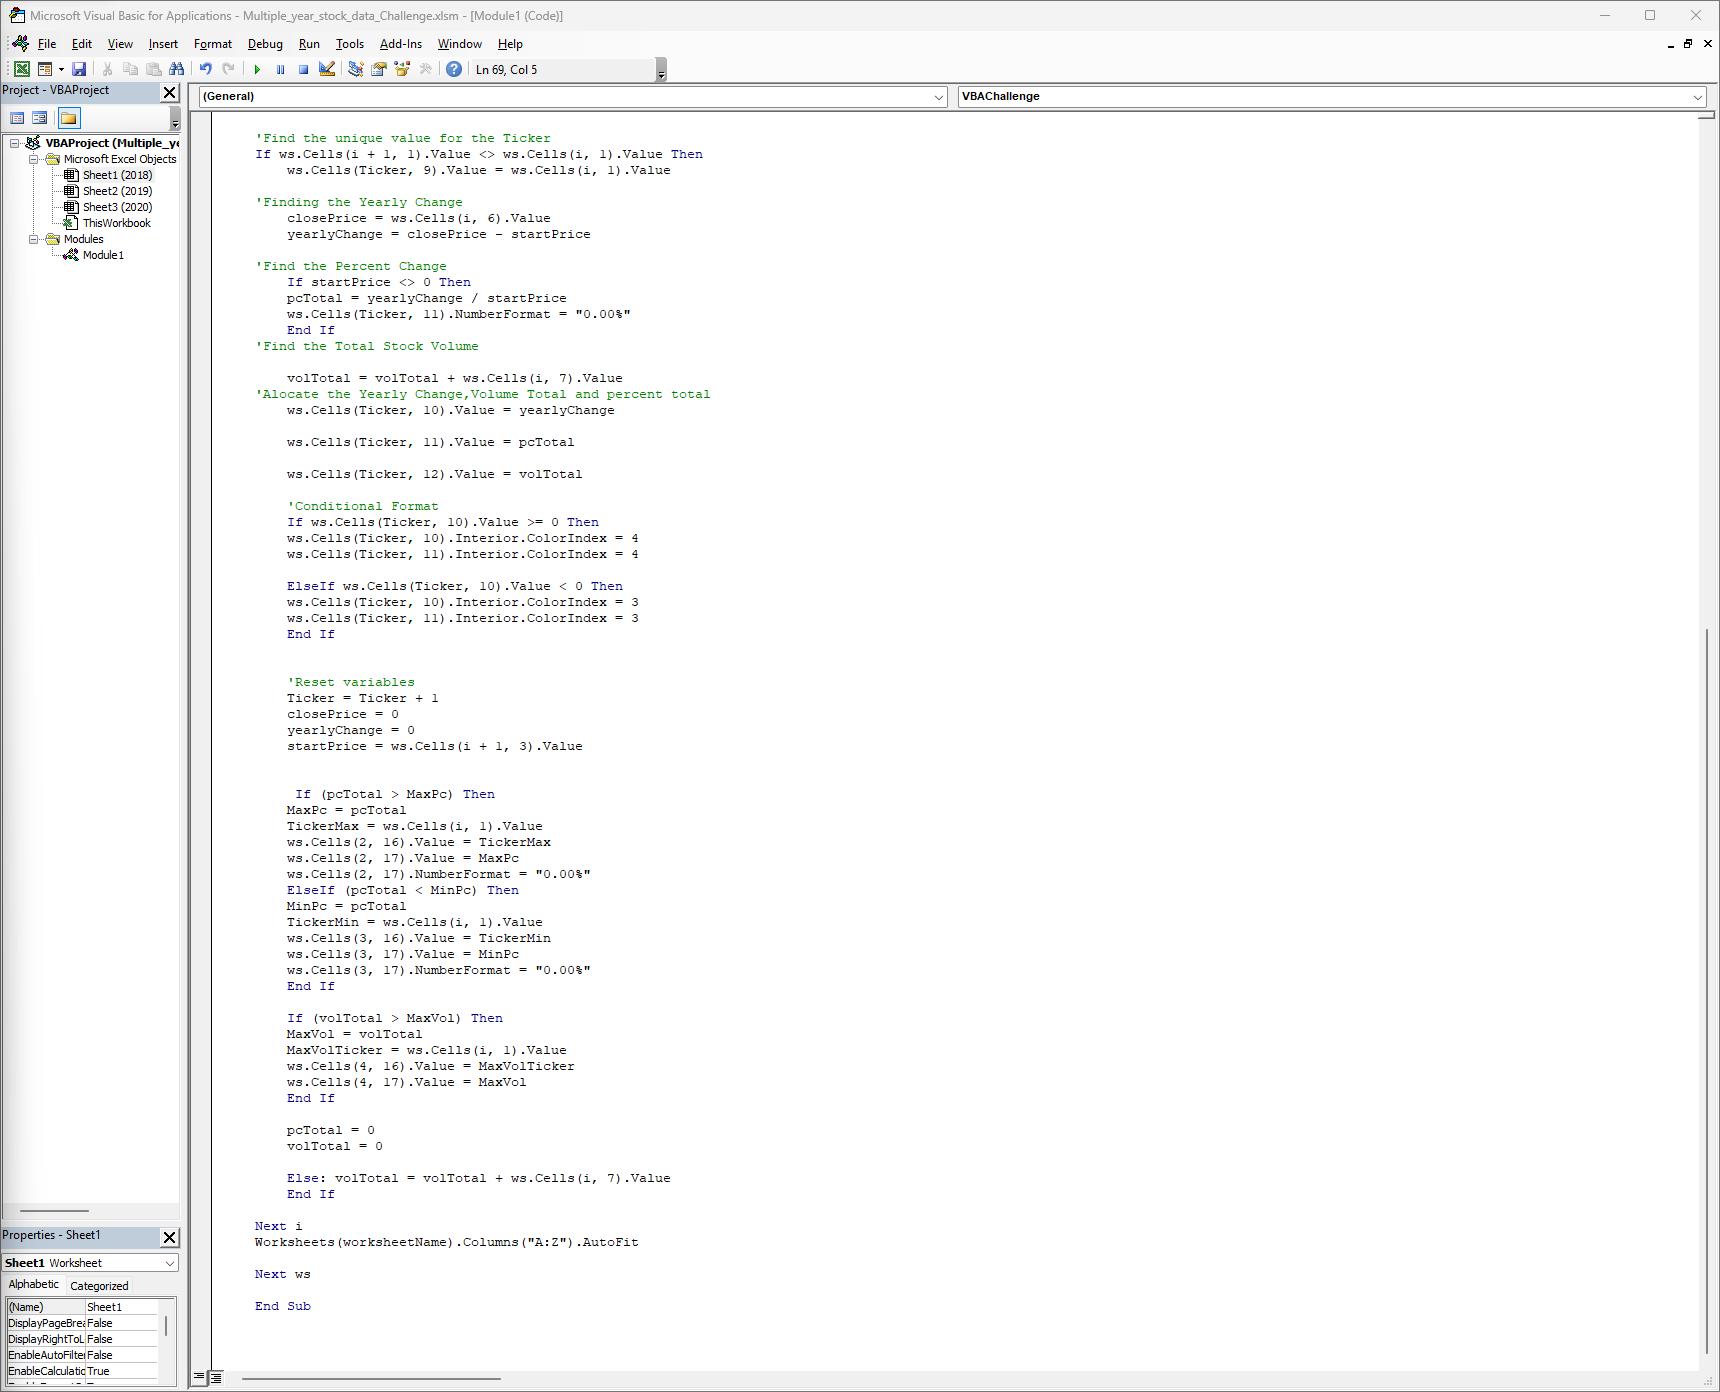 Microsoft Visual Basic for Applications - Multiple_year_stock_data_Challenge.xlsm - [Module1 (Code)]
File Edit View Insert Format Debug Run Tools Add-Ins Window Help
Ln 69, Col 5
Project - VBAProject
VBAProject (Multiple_ye
Microsoft Excel Objects
Sheet1 (2018)
Sheet2 (2019)
Sheet3 (2020)
ThisWorkbook
Modules
Module1
Properties - Sheet1
Sheet1 Worksheet
Alphabetic Categorized
(Name) Sheet1
DisplayPageBrea False
DisplayRightToL False
EnableAutoFilter False
EnableCalculatic True
(General) VBAChallenge
'Find the unique value for the Ticker
If ws.Cells(i + 1, 1).Value <> ws.Cells(i, 1).Value Then
ws.Cells(Ticker, 9).Value = ws.Cells(i, 1).Value
'Finding the Yearly Change
closePrice = ws.Cells(i, 6).Value
yearlyChange = closePrice - startPrice
'Find the Percent Change
If startPrice <> 0 Then
pcTotal = yearlyChange / startPrice
ws.Cells(Ticker, 11).NumberFormat = "0.00%"
End If
'Find the Total Stock Volume
volTotal = volTotal + ws.Cells(i, 7).Value
'Alocate the Yearly Change,Volume Total and percent total
ws.Cells(Ticker, 10).Value = yearlyChange
ws.Cells(Ticker, 11).Value = pcTotal
ws.Cells(Ticker, 12).Value = volTotal
'Conditional Format
If ws.Cells(Ticker, 10).Value >= 0 Then
ws.Cells(Ticker, 10).Interior.ColorIndex = 4
ws.Cells(Ticker, 11).Interior.ColorIndex = 4
ElseIf ws.Cells(Ticker, 10).Value < 0 Then
ws.Cells(Ticker, 10).Interior.ColorIndex = 3
ws.Cells(Ticker, 11).Interior.ColorIndex = 3
End If
'Reset variables
Ticker = Ticker + 1
closePrice = 0
yearlyChange = 0
startPrice = ws.Cells(i + 1, 3).Value
If (pcTotal > MaxPc) Then
MaxPc = pcTotal
TickerMax = ws.Cells(i, 1).Value
ws.Cells(2, 16).Value = TickerMax
ws.Cells(2, 17).Value = MaxPc
ws.Cells(2, 17).NumberFormat = "0.00%"
ElseIf (pcTotal < MinPc) Then
MinPc = pcTotal
TickerMin = ws.Cells(i, 1).Value
ws.Cells(3, 16).Value = TickerMin
ws.Cells(3, 17).Value = MinPc
ws.Cells(3, 17).NumberFormat = "0.00%"
End If
If (volTotal > MaxVol) Then
MaxVol = volTotal
MaxVolTicker = ws.Cells(i, 1).Value
ws.Cells(4, 16).Value = MaxVolTicker
ws.Cells(4, 17).Value = MaxVol
End If
pcTotal = 0
volTotal = 0
Else: volTotal = volTotal + ws.Cells(i, 7).Value
End If
Next i
Worksheets(worksheetName).Columns("A:Z").AutoFit
Next ws
End Sub